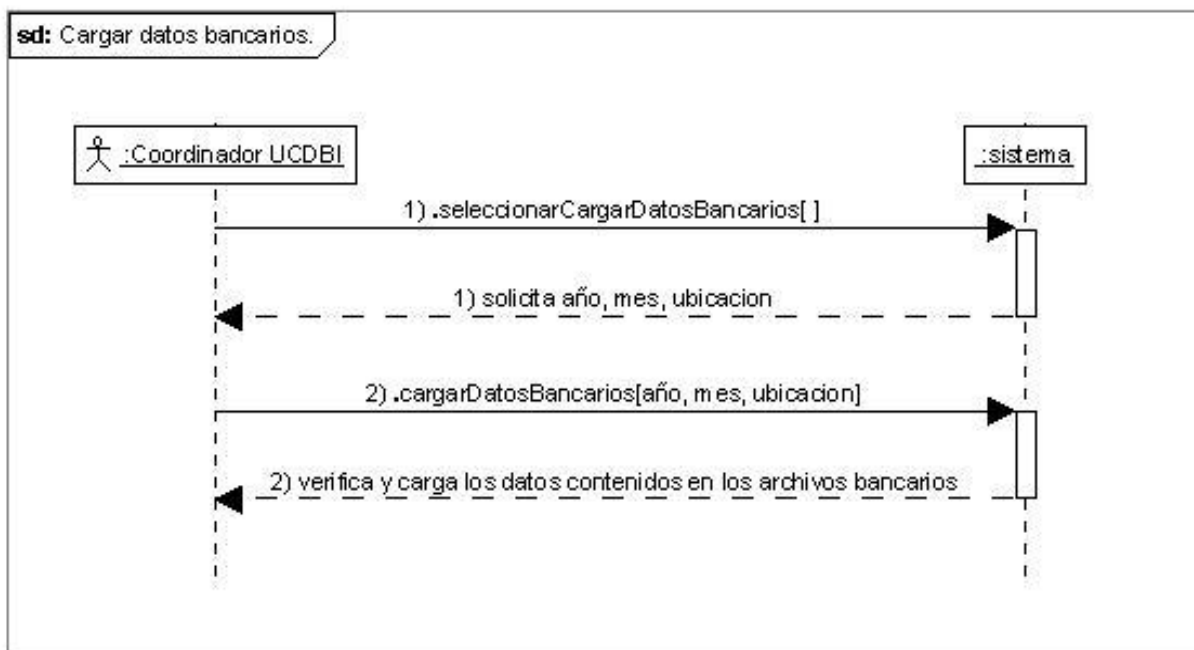 sd: Cargar datos bancarios.
:Coordinador UCDBI
:sistema
1) .seleccionarCargarDatosBancarios[ ]
1) solicita año, mes, ubicacion
2) .cargarDatosBancarios[año, mes, ubicacion]
2) verifica y carga los datos contenidos en los archivos bancarios